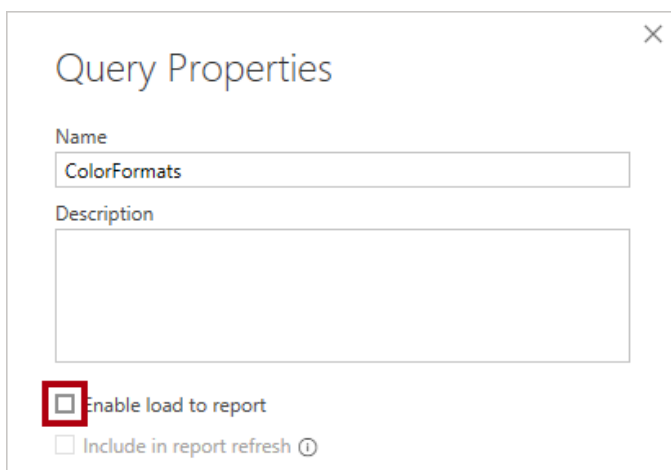 Query Properties
Name
ColorFormats
Description
Enable load to report
Include in report refresh